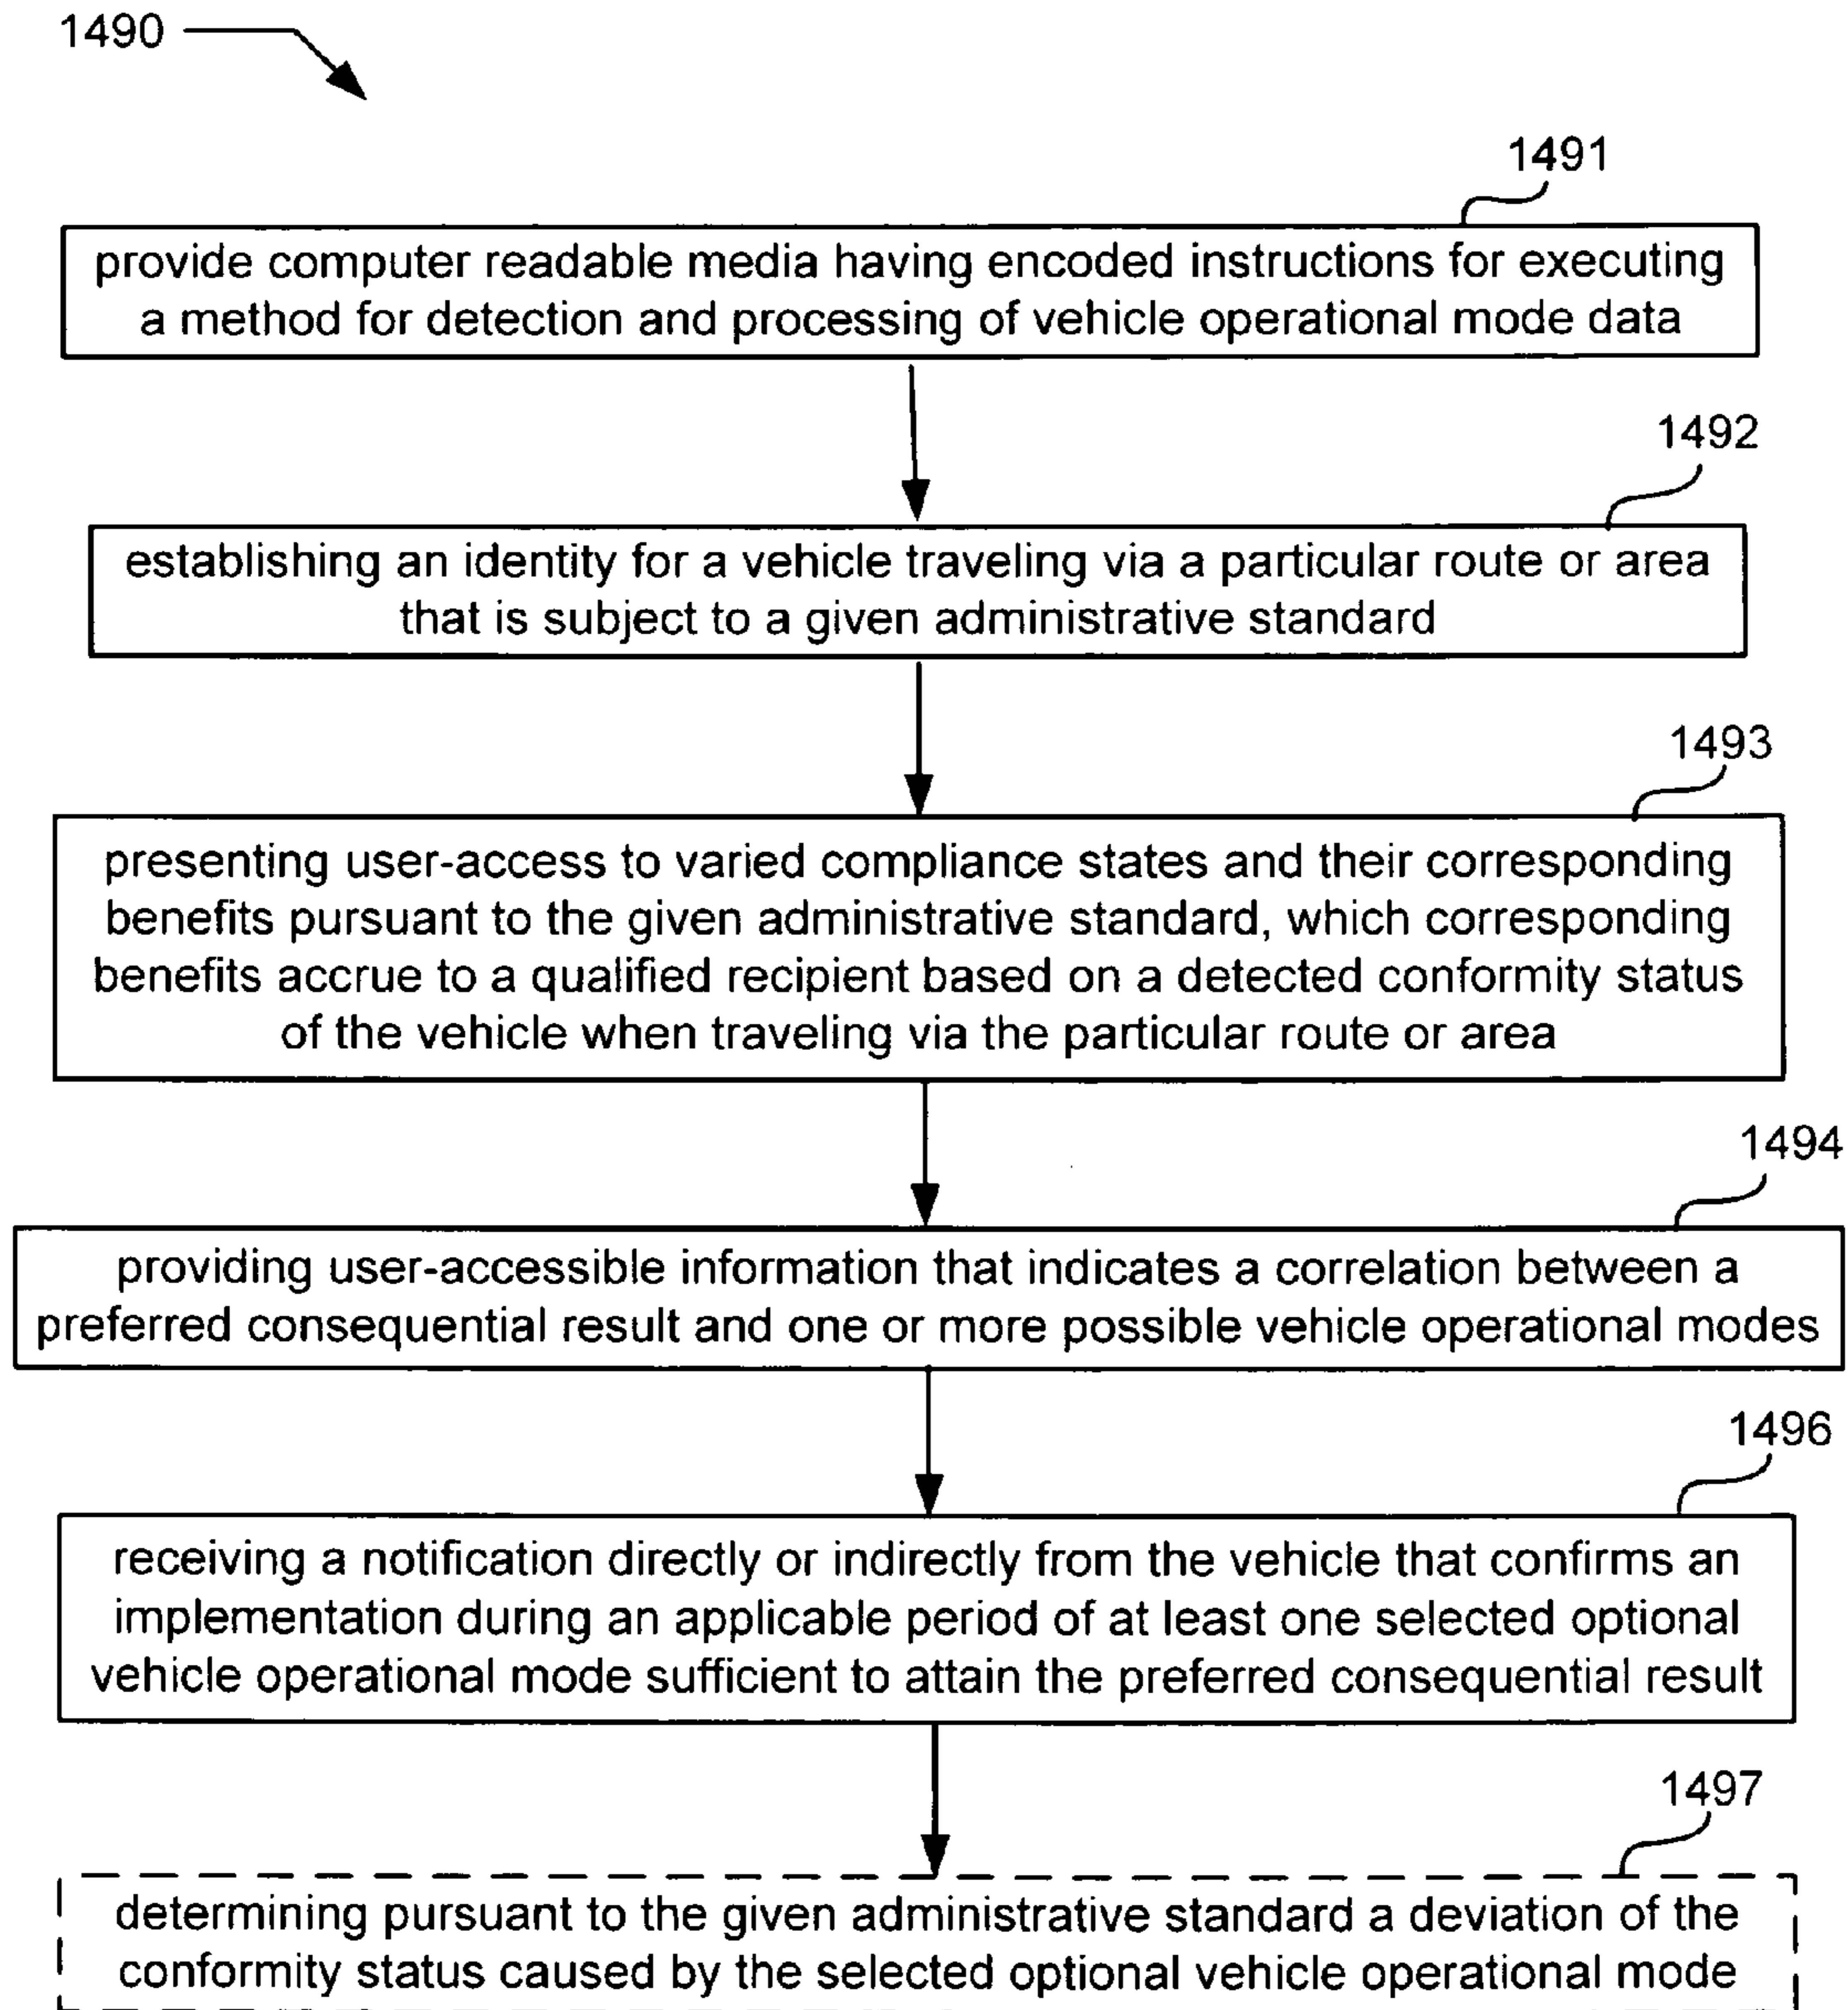 1490
1491
provide computer readable media having encoded instructions for executing
a method for detection and processing of vehicle operational mode data
1492
establishing an identity for a vehicle traveling via a particular route or area
that is subject to a given administrative standard
1493
presenting user-access to varied compliance states and their corresponding
benefits pursuant to the given administrative standard, which corresponding
benefits accrue to a qualified recipient based on a detected conformity status
of the vehicle when traveling via the particular route or area
1494
providing user-accessible information that indicates a correlation between a
preferred consequential result and one or more possible vehicle operational modes
1496
receiving a notification directly or indirectly from the vehicle that confirms an
implementation during an applicable period of at least one selected optional
vehicle operational mode sufficient to attain the preferred consequential result
1497
determining pursuant to the given administrative standard a deviation of the
conformity status caused by the selected optional vehicle operational mode